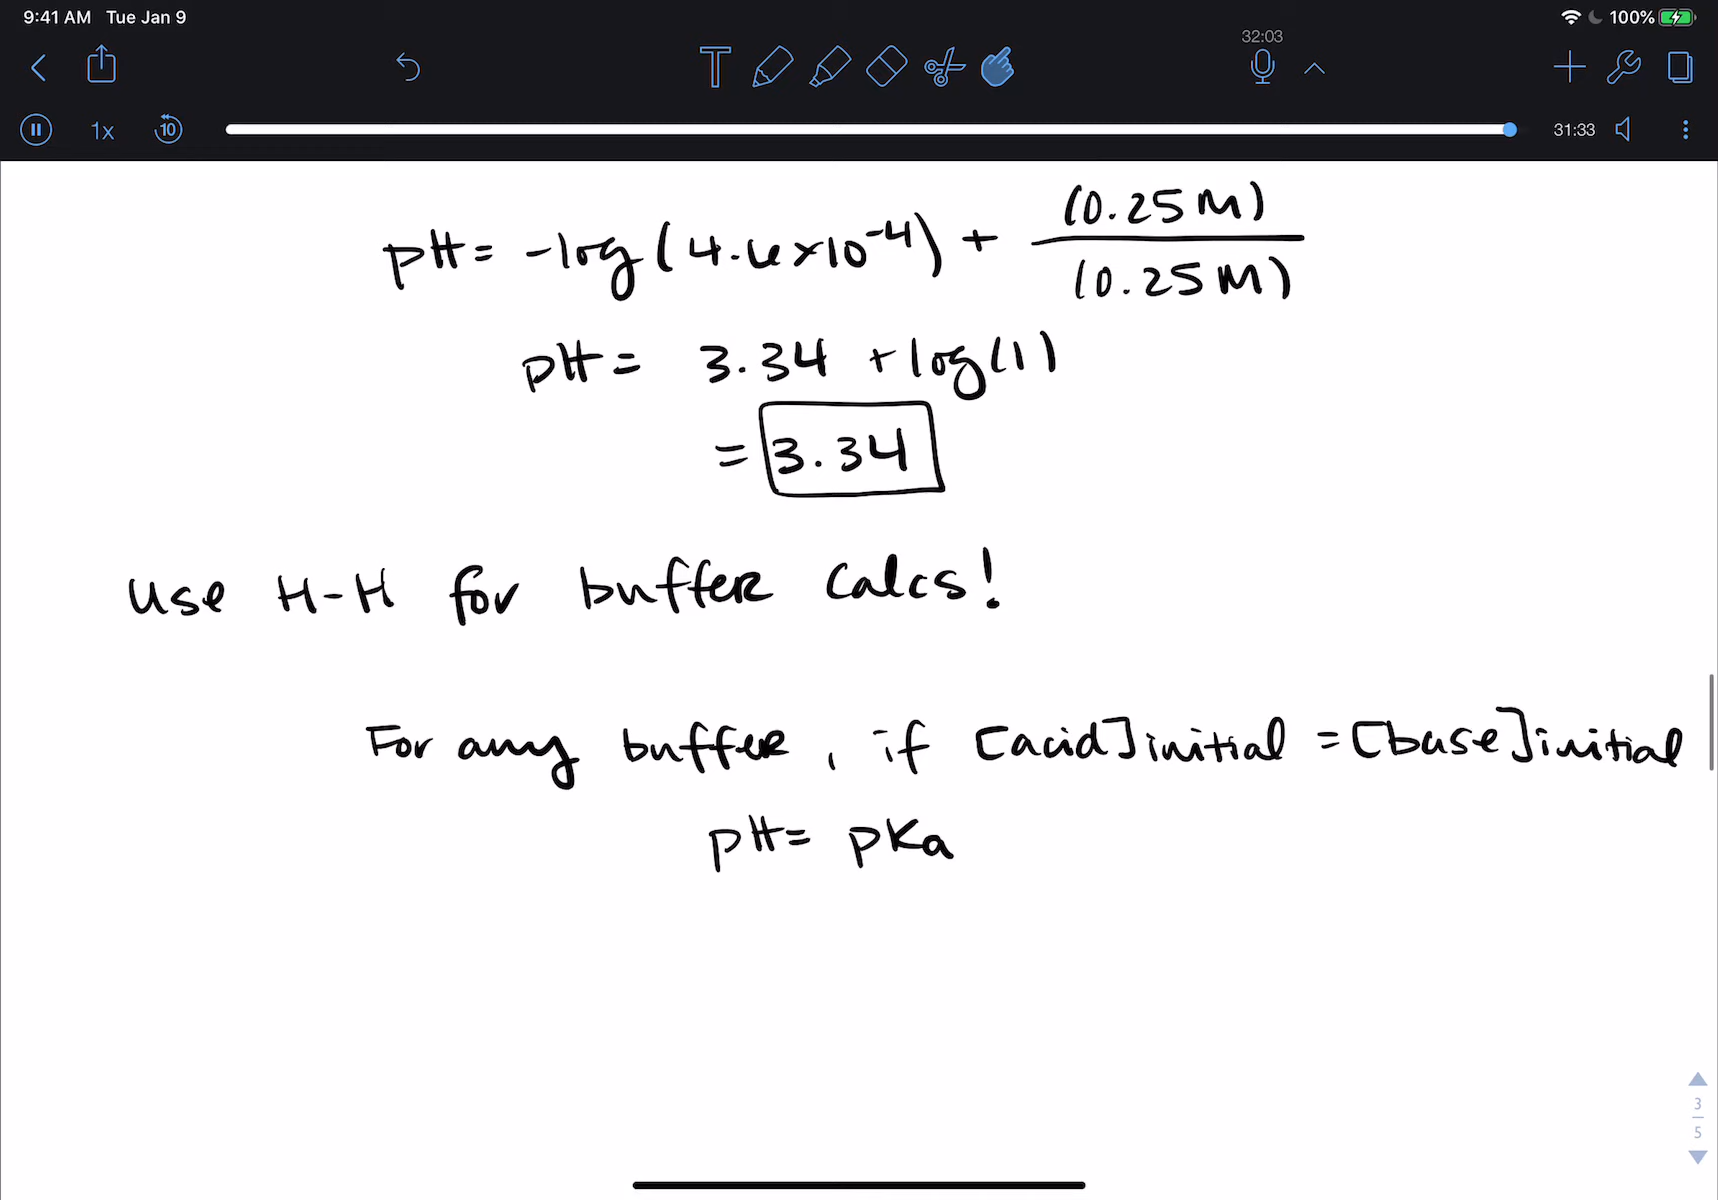 9:41 AM Tue Jan 9
100%
32:03
T
1x
10
31:33
pH = -log(4.6×10⁻⁴) + (0.25M)
(0.25M)
pH = 3.34 + log(1)
= 3.34
Use H-H for buffer calcs!
For any buffer, if [acid]initial = [base]initial
pH = pKa
3
5